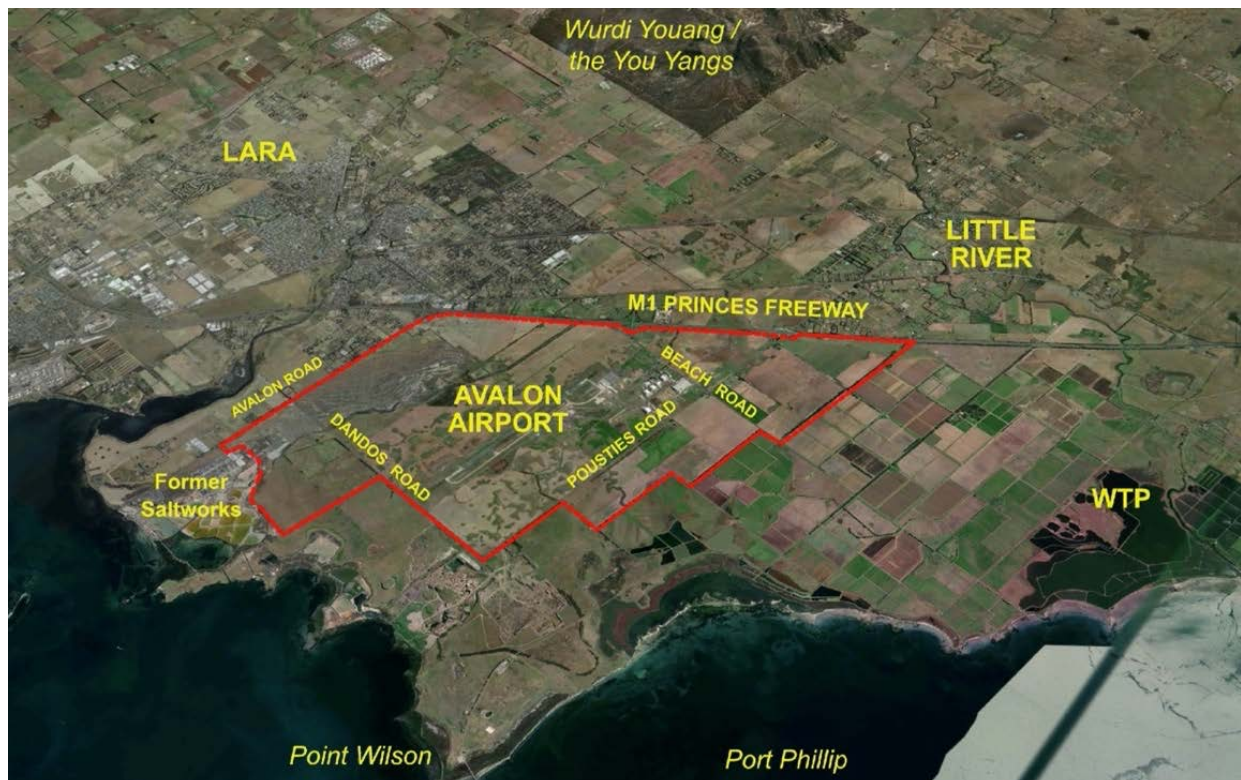 Wurdi Youang /
the You Yangs
LARA
LITTLE
RIVER
M1 PRINCES FREEWAY
AVALON ROAD
BEACH ROAD
AVALON
AIRPORT
DANDOS ROAD
POUSTIES ROAD
Former
Saltworks
WTP
Point Wilson
Port Phillip